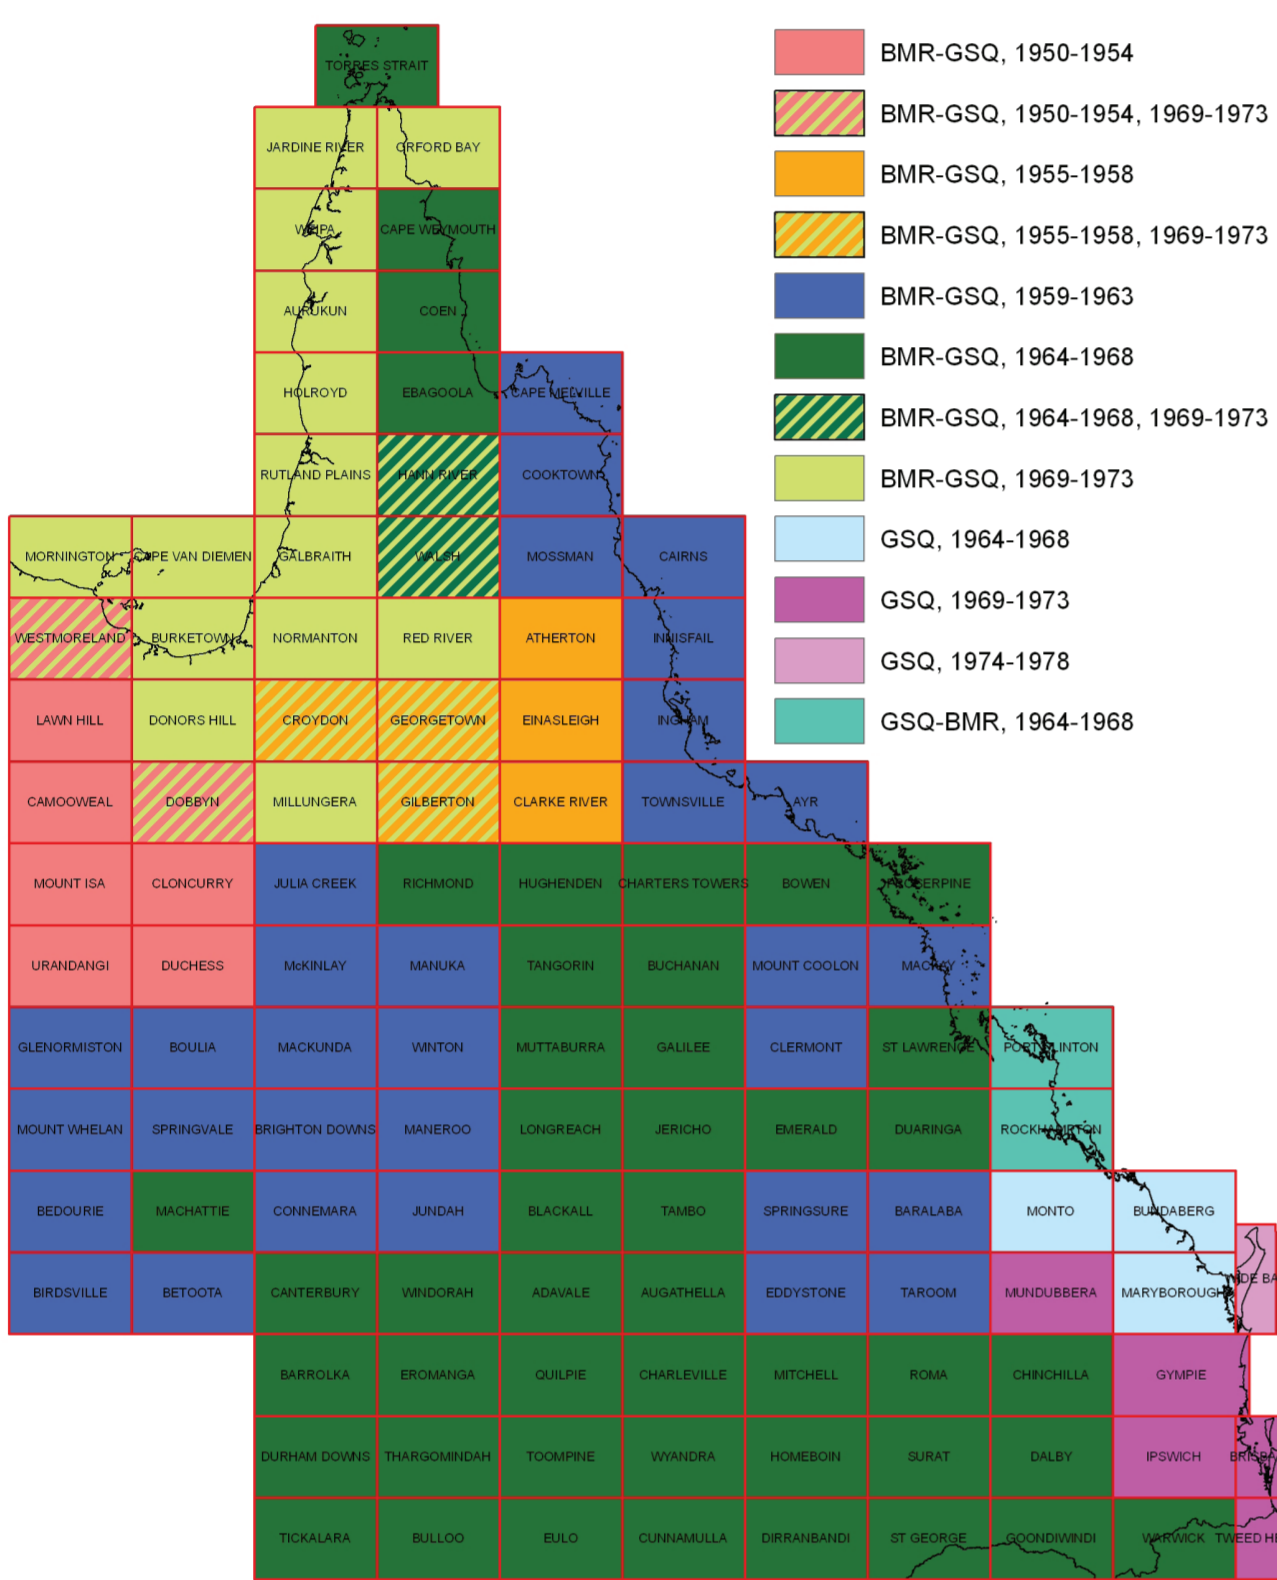 BMR-GSQ, 1950-1954
BMR-GSQ, 1950-1954, 1969-1973
BMR-GSQ, 1955-1958
BMR-GSQ, 1955-1958, 1969-1973
BMR-GSQ, 1959-1963
BMR-GSQ, 1964-1968
BMR-GSQ, 1964-1968, 1969-1973
BMR-GSQ, 1969-1973
GSQ, 1964-1968
GSQ, 1969-1973
GSQ, 1974-1978
GSQ-BMR, 1964-1968
TORRES STRAIT
JARDINE RIVER ORFORD BAY
WEIPA CAPE WEYMOUTH
AURUKUN COEN
HOLROYD EBAGOOLA CAPE MELVILLE
RUTLAND PLAINS HANN RIVER COOKTOWN
MORNINGTON CAPE VAN DIEMEN GALBRAITH WALSH MOSSMAN CAIRNS
WESTMORELAND BURKETOWN NORMANTON RED RIVER ATHERTON INNISFAIL
LAWN HILL DONORS HILL CROYDON GEORGETOWN EINASLEIGH INGHAM
CAMOOWEAL DOBBYN MILLUNGERA GILBERTON CLARKE RIVER TOWNSVILLE AYR
MOUNT ISA CLONCURRY JULIA CREEK RICHMOND HUGHENDEN CHARTERS TOWERS BOWEN PROSERPINE
URANDANGI DUCHESS McKINLAY MANUKA TANGORIN BUCHANAN MOUNT COOLON MACKAY
GLENORMISTON BOULIA MACKUNDA WINTON MUTTABURRA GALILEE CLERMONT ST LAWRENCE PORT CLINTON
MOUNT WHELAN SPRINGVALE BRIGHTON DOWNS MANEROO LONGREACH JERICHO EMERALD DUARINGA ROCKHAMPTON
BEDOURIE MACHATTIE CONNEMARA JUNDAH BLACKALL TAMBO SPRINGSURE BARALABA MONTO BUNDABERG
BIRDSVILLE BETOOTA CANTERBURY WINDORAH ADAVALE AUGATHELLA EDDYSTONE TAROOM MUNDUBBERA MARYBOROUGH
BARROLKA EROMANGA QUILPIE CHARLEVILLE MITCHELL ROMA CHINCHILLA GYMPIE
DURHAM DOWNS THARGOMINDAH TOOMPINE WYANDRA HOMEBOIN SURAT DALBY IPSWICH
TICKALARA BULLOO EULO CUNNAMULLA DIRRANBANDI ST GEORGE GOONDIWINDI WARWICK TWEED